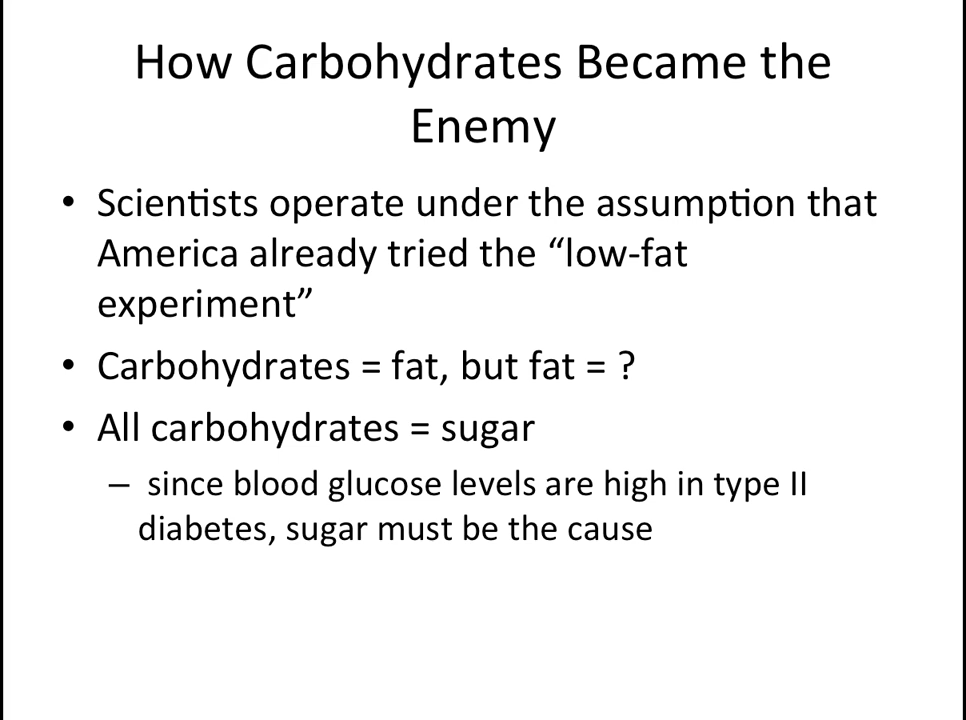 How Carbohydrates Became the
Enemy
• Scientists operate under the assumption that
America already tried the “low-fat
experiment”
• Carbohydrates = fat, but fat = ?
• All carbohydrates = sugar
– since blood glucose levels are high in type II
diabetes, sugar must be the cause